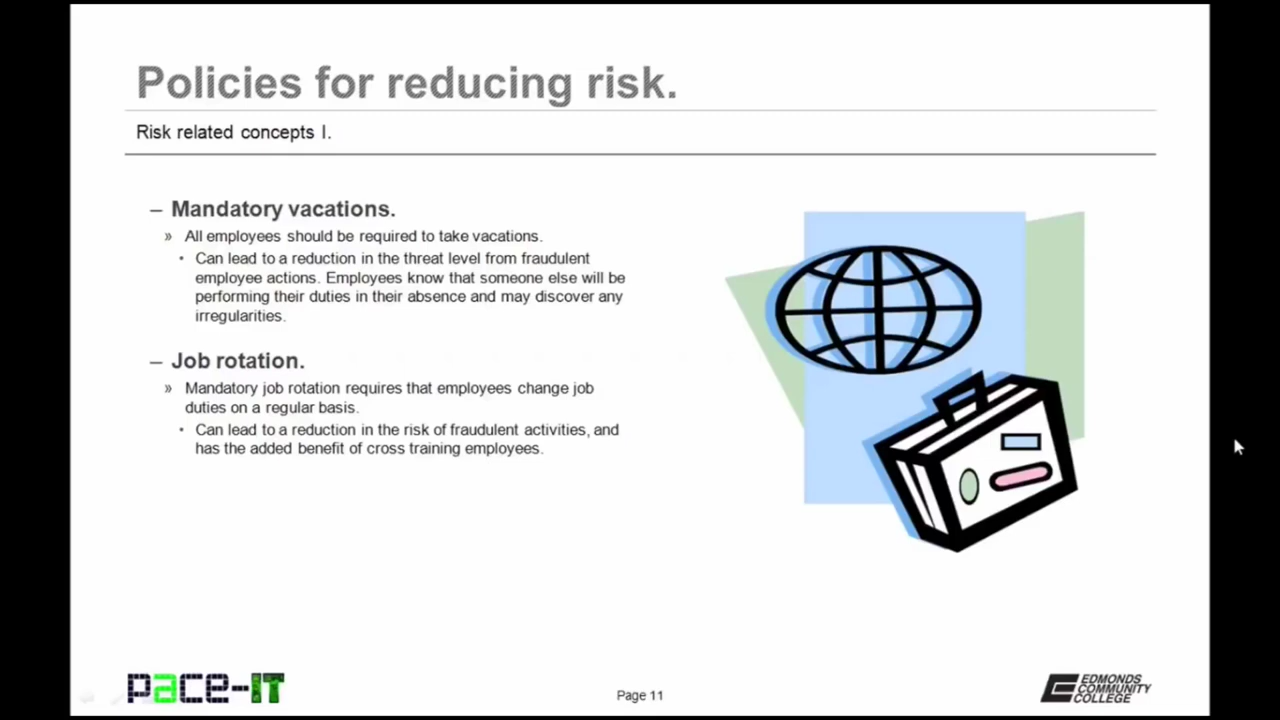 Policies for reducing risk.
Risk related concepts I.
– Mandatory vacations.
» All employees should be required to take vacations.
• Can lead to a reduction in the threat level from fraudulent
employee actions. Employees know that someone else will be
performing their duties in their absence and may discover any
irregularities.
– Job rotation.
» Mandatory job rotation requires that employees change job
duties on a regular basis.
• Can lead to a reduction in the risk of fraudulent activities, and
has the added benefit of cross training employees.
pace-IT
Page 11
EDMONDS
COMMUNITY
COLLEGE